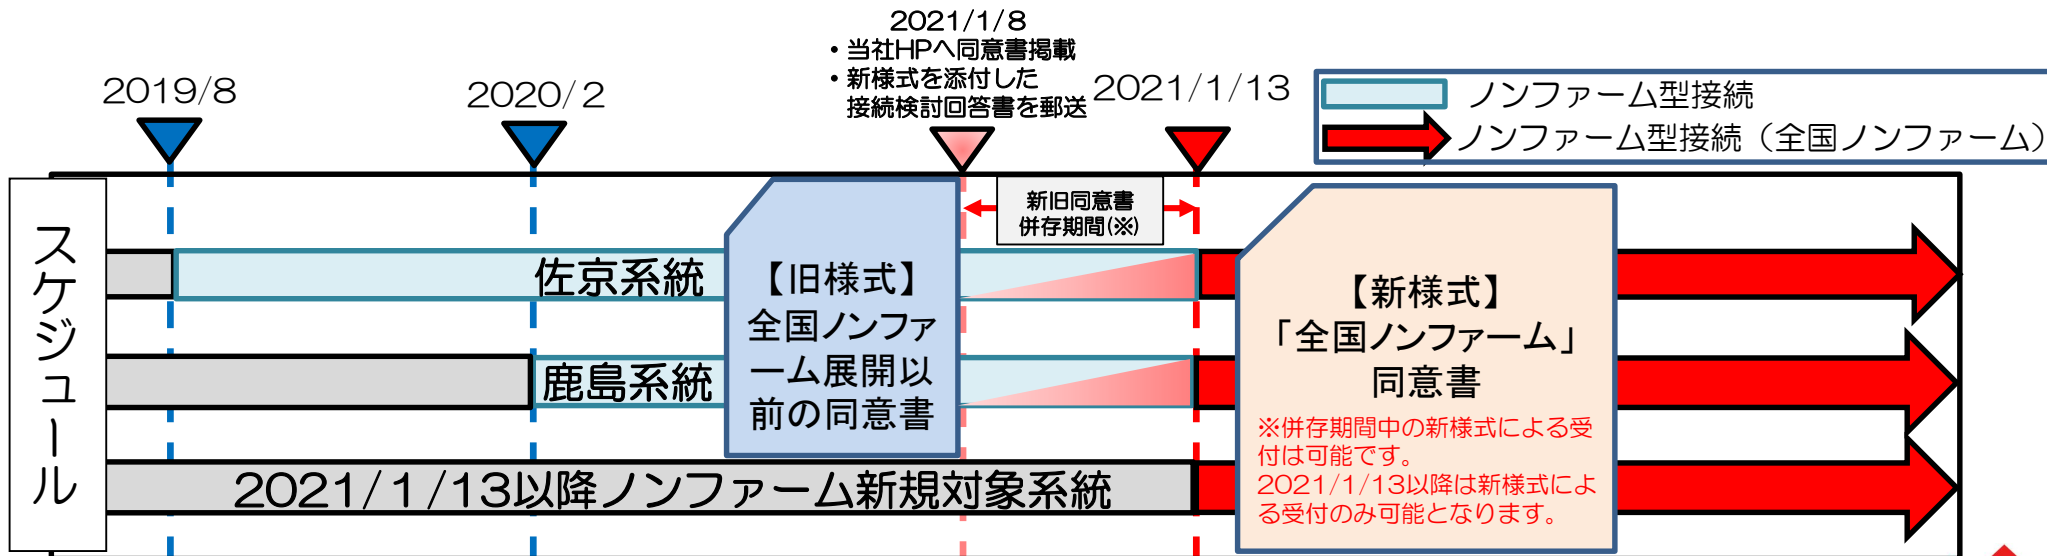 2021/1/8
・当社HPへ同意書掲載
・新様式を添付した
接続検討回答書を郵送
2019/8
2020/2
2021/1/13
ノンファーム型接続
ノンファーム型接続（全国ノンファーム）
スケジュール
新旧同意書
併存期間(※)
佐京系統
鹿島系統
2021/1/13以降ノンファーム新規対象系統
【旧様式】
全国ノンファ
ーム展開以
前の同意書
【新様式】
「全国ノンファーム」
同意書
※併存期間中の新様式による受
付は可能です。
2021/1/13以降は新様式によ
る受付のみ可能となります。